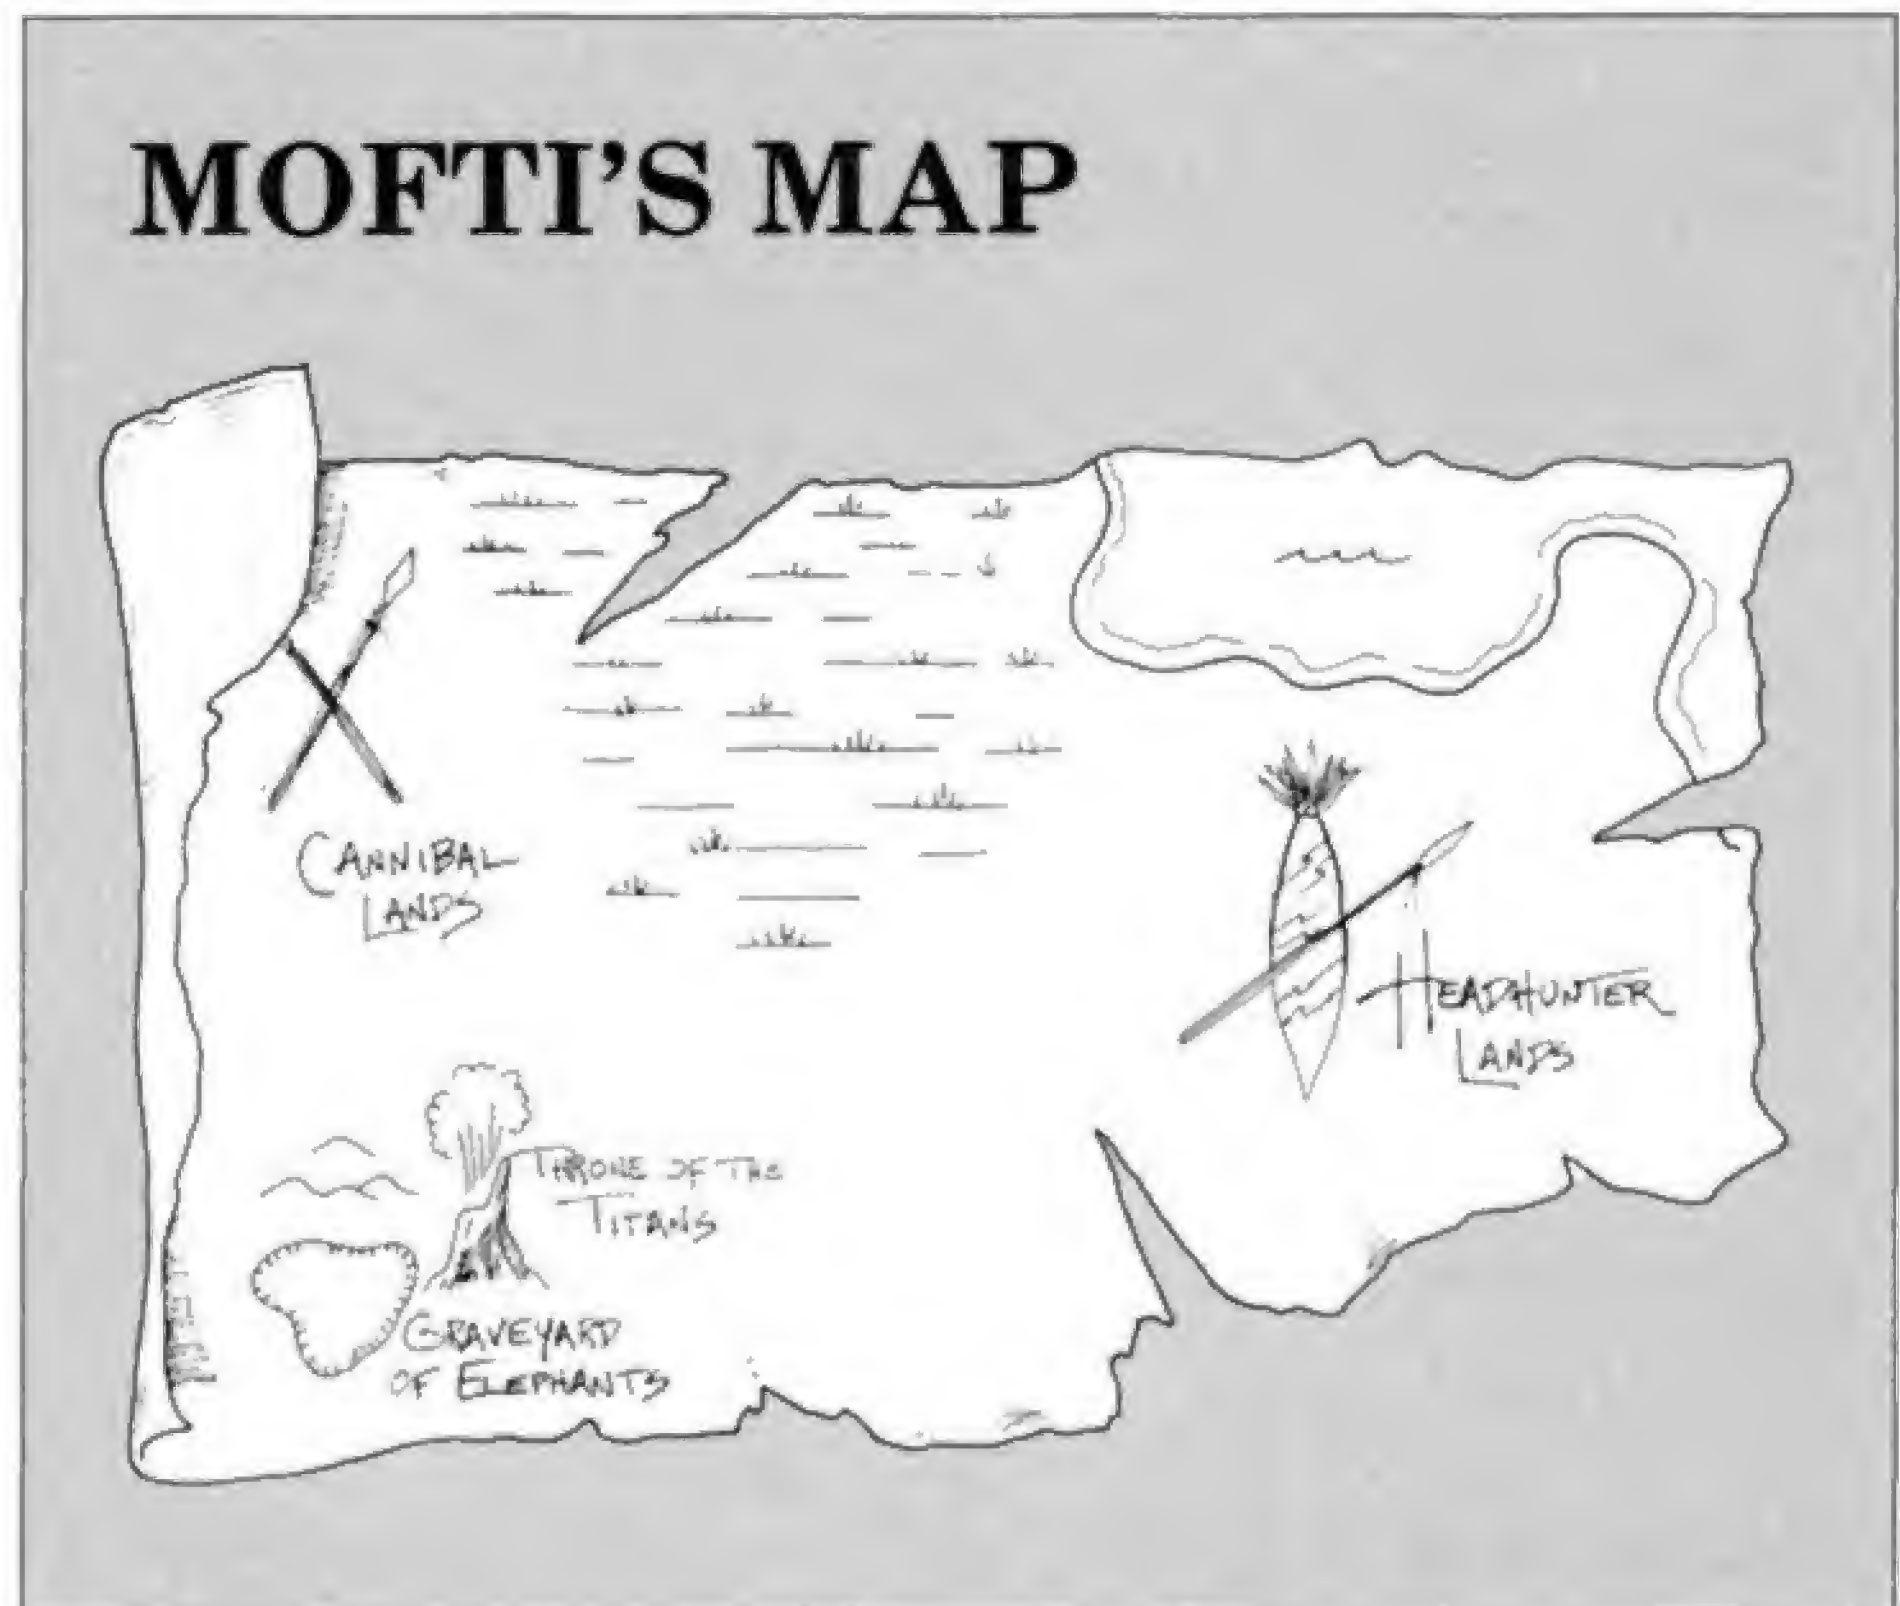 MOFTI'S MAP
CANNIBAL
LANDS
HEADHUNTER
LANDS
THRONE OF THE
TITANS
GRAVEYARD
OF ELEPHANTS